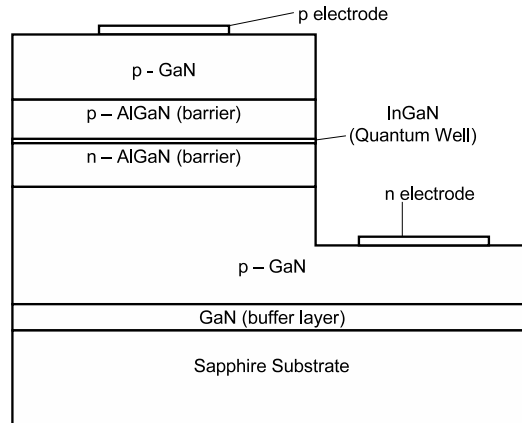 p electrode
p - GaN
p – AlGaN (barrier)
InGaN
(Quantum Well)
n – AlGaN (barrier)
n electrode
p – GaN
GaN (buffer layer)
Sapphire Substrate